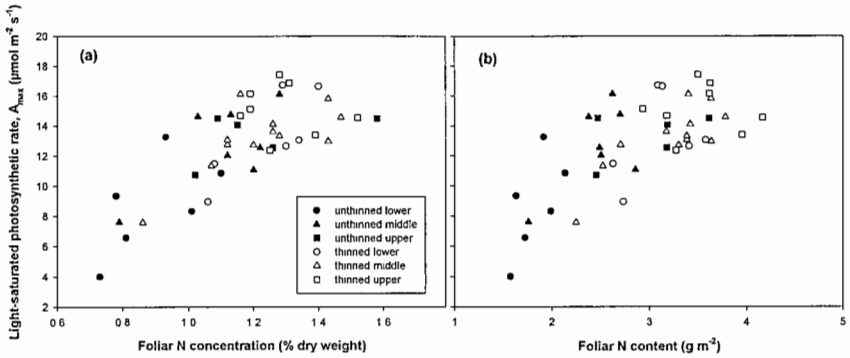 Light-saturated photosynthetic rate, Amax (µmol m-2 s-1)
20
18
16
14
12
10
8
6
4
2
(a)
unthinned lower
unthinned middle
unthinned upper
thinned lower
thinned middle
thinned upper
0 6 0.8 1.0 1.2 1 4 1 6
Foliar N concentration (% dry weight)
(b)
1 2 3 4 5
Foliar N content (g m-2)